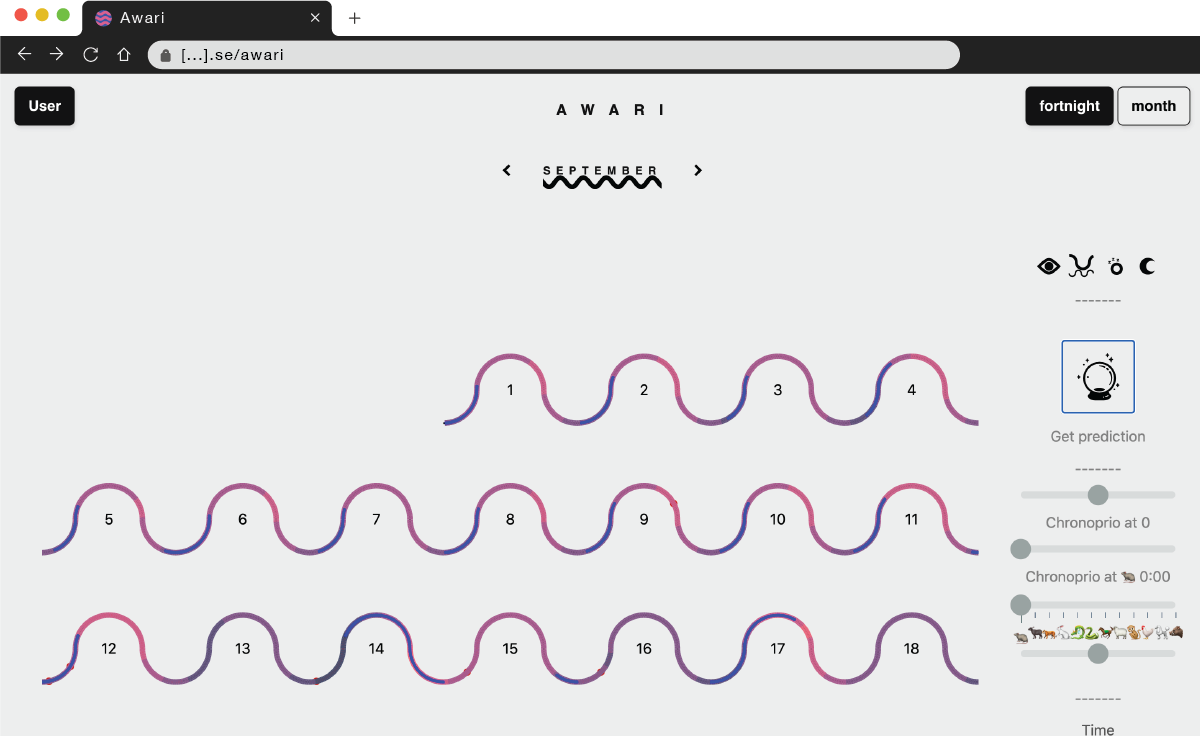 Awari
[...].se/awari
User
AWARI
fortnight
month
SEPTEMBER
1 2 3 4
Get prediction
5 6 7 8 9 10 11
Chronoprio at 0
Chronoprio at 🐀 0:00
12 13 14 15 16 17 18
Time